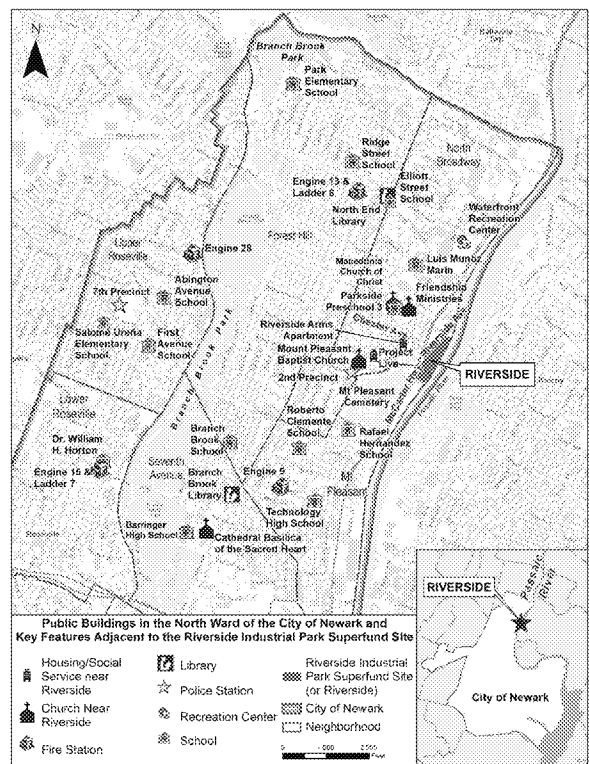 N
Branch Brook
Park
Park
Elementary
School
Ridge
Street
School
North
Broadway
Engine 13 &
Ladder 6
Elliott
Street
School
North End
Library
Waterfront
Recreation
Center
Forest Hill
Engine 28
Upper
Roseville
Luis Munoz
Marin
Macedonia
Church of
Christ
Friendship
Ministries
7th Precinct
Abington
Avenue
School
Parkside
Preschool 3
Chester Av
Riverside Arms
Apartment
Salome Urena
Elementary
School
First
Avenue
School
Mount Pleasant
Baptist Church
Project
Live
RIVERSIDE
2nd Precinct
Branch Brook Park
Mt Pleasant
Cemetery
Lower
Roseville
Roberto
Clemente
School
Dr. William
H. Horton
Branch
Brook
School
Rafael
Hernandez
School
Engine 15 &
Ladder 7
Seventh
Avenue
Branch
Brook
Library
Engine 9
Mt
Pleasant
Technology
High School
Barringer
High School
Cathedral Basilica
of the Sacred Heart
RIVERSIDE
Passaic
River
City of Newark
Public Buildings in the North Ward of the City of Newark and
Key Features Adjacent to the Riverside Industrial Park Superfund Site
Housing/Social
Service near
Riverside
Church Near
Riverside
Fire Station
Library
Police Station
Recreation Center
School
Riverside Industrial
Park Superfund Site
(or Riverside)
City of Newark
Neighborhood
Feet